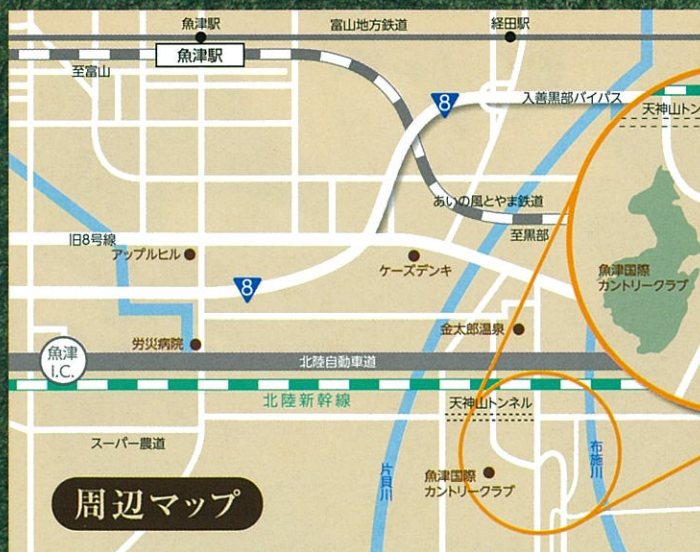 魚津駅
富山地方鉄道
経田駅
魚津駅
至富山
8
入善黒部バイパス
天神山トン
あいの風とやま鉄道
至黒部
旧8号線
アップルヒル
ケーズデンキ
魚津国際
カントリークラブ
8
金太郎温泉
労災病院
魚津
I.C.
北陸自動車道
北陸新幹線
天神山トンネル
スーパー農道
片貝川
魚津国際
カントリークラブ
布施川
周辺マップ